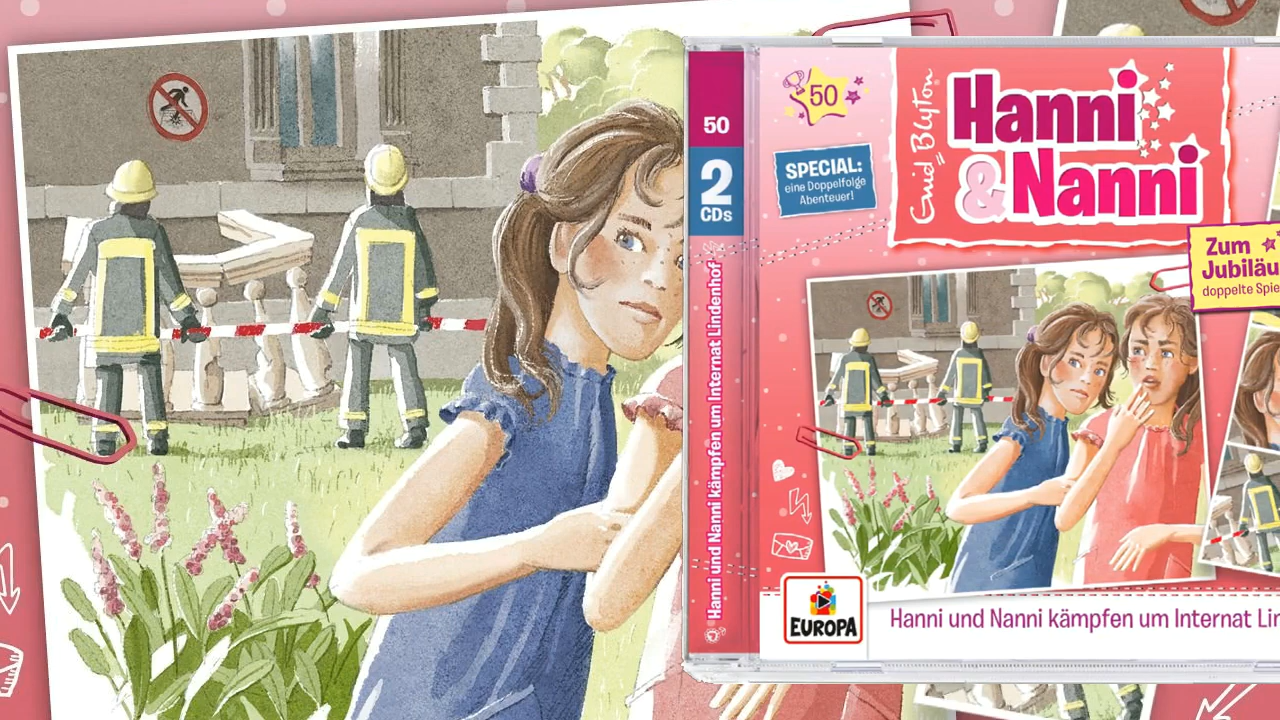 50
2
CDs
Hanni und Nanni kämpfen um Internat Lindenhof
50
SPECIAL:
eine Doppelfolge
Abenteuer!
Enid Blyton
Hanni
& Nanni
Zum
Jubiläu
doppelte Spie
EUROPA
Hanni und Nanni kämpfen um Internat Lin